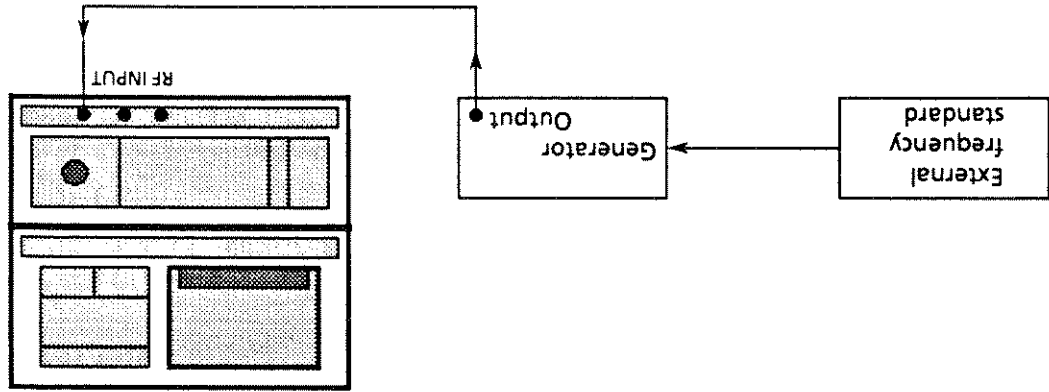 External
frequency
standard
Generator
Output
RF INPUT